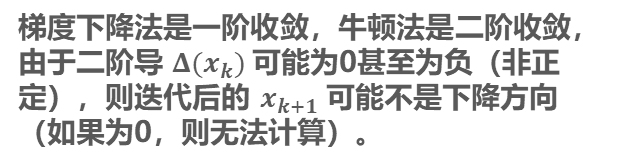 梯度下降法是一阶收敛，牛顿法是二阶收敛，
由于二阶导 Δ(xₖ) 可能为0甚至为负（非正
定），则迭代后的 xₖ₊₁ 可能不是下降方向
（如果为0，则无法计算）。